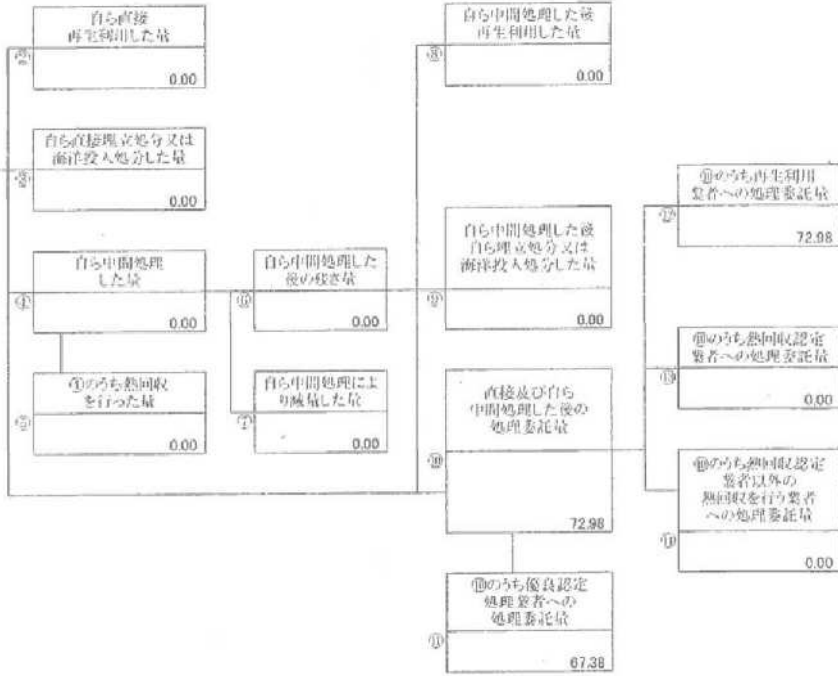 自ら直接
再生利用した量
②
0.00
自ら直接埋立処分又は
海洋投入処分した量
③
0.00
自ら中間処理
した量
④
0.00
④のうち熱回収
を行った量
⑤
0.00
自ら中間処理した
後の残さ量
⑥
0.00
自ら中間処理によ
り減量した量
⑦
0.00
自ら中間処理した後
再生利用した量
⑧
0.00
自ら中間処理した後
自ら埋立処分又は
海洋投入処分した量
⑨
0.00
直接及び自ら
中間処理した後の
処理委託量
⑩
72.98
⑩のうち優良認定
処理業者への
処理委託量
⑪
67.38
⑩のうち再生利用
業者への処理委託量
⑫
72.98
⑩のうち熱回収認定
業者への処理委託量
⑬
0.00
⑩のうち熱回収認定
業者以外の
熱回収を行う業者
への処理委託量
⑭
0.00